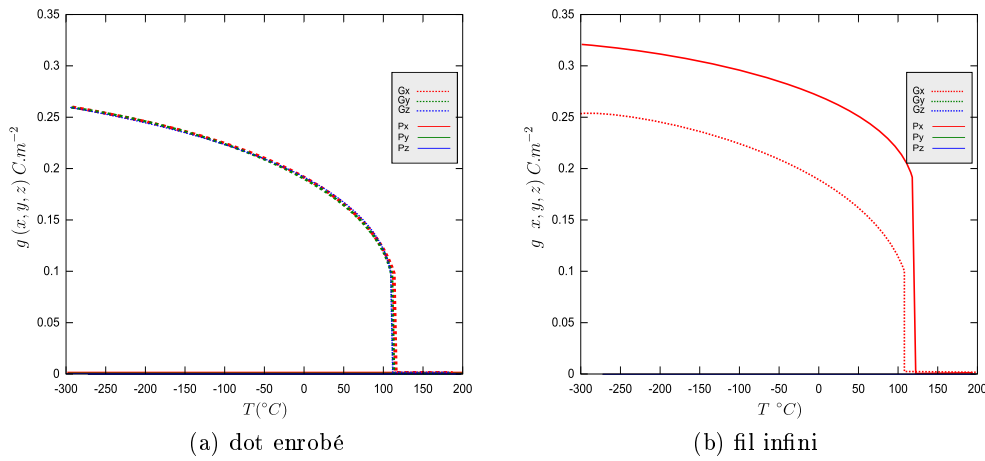 0.35
0.3
0.25
0.2
0.15
0.1
0.05
0
g (x, y, z) C.m⁻²
Gx
Gy
Gz
Px
Py
Pz
-300 -250 -200 -150 -100 -50 0 50 100 150 200
T(°C)
(a) dot enrobé
0.35
0.3
0.25
0.2
0.15
0.1
0.05
0
g x, y, z) C.m⁻²
Gx
Gy
Gz
Px
Py
Pz
-300 -250 -200 -150 -100 -50 0 50 100 150 200
T °C)
(b) fil infini